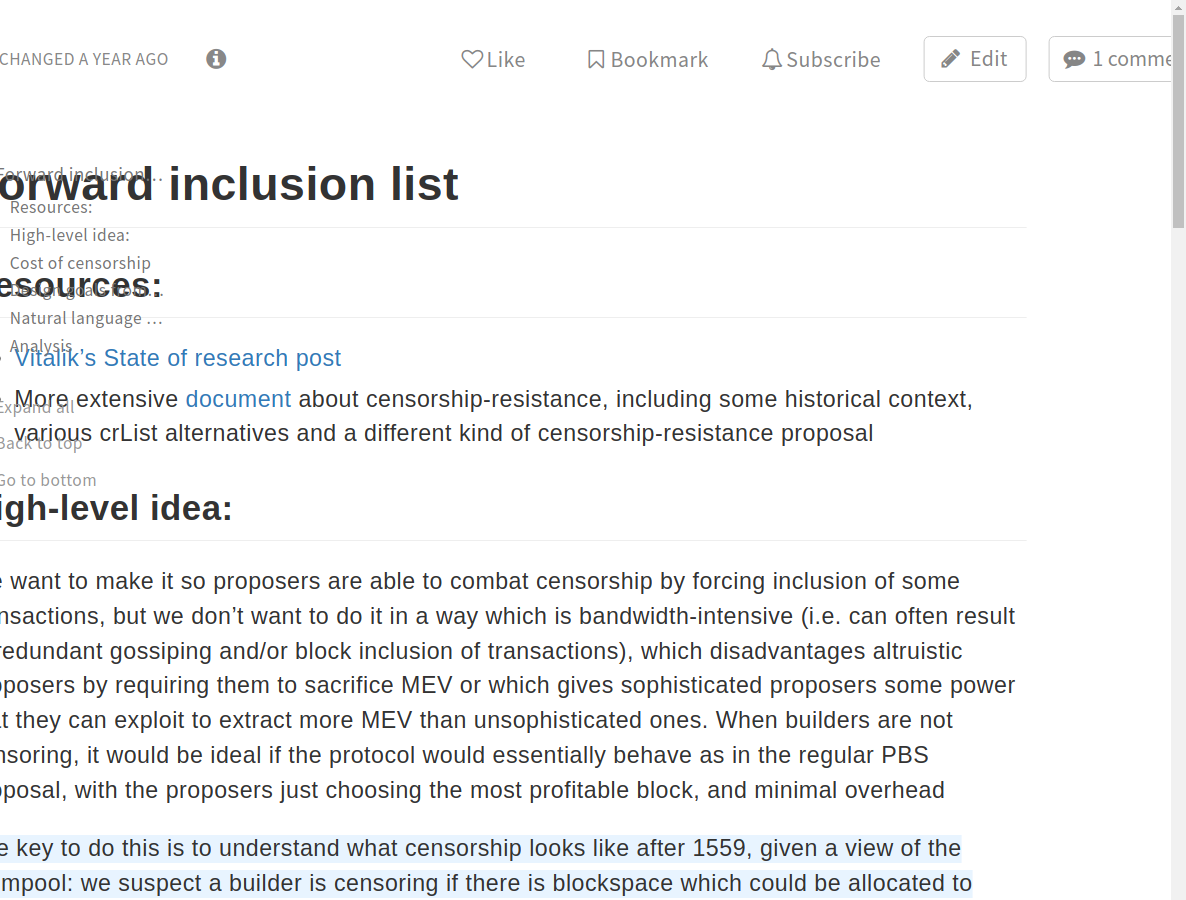 CHANGED A YEAR AGO
Like
Bookmark
Subscribe
Edit
1 comme
orward inclusion list
Forward inclusion…
Resources:
High-level idea:
Cost of censorship
Design goals from…
Natural language …
Analysis
Expand all
Back to top
Go to bottom
esources:
Vitalik’s State of research post
More extensive document about censorship-resistance, including some historical context,
various crList alternatives and a different kind of censorship-resistance proposal
igh-level idea:
e want to make it so proposers are able to combat censorship by forcing inclusion of some
nsactions, but we don’t want to do it in a way which is bandwidth-intensive (i.e. can often result
redundant gossiping and/or block inclusion of transactions), which disadvantages altruistic
posers by requiring them to sacrifice MEV or which gives sophisticated proposers some power
t they can exploit to extract more MEV than unsophisticated ones. When builders are not
nsoring, it would be ideal if the protocol would essentially behave as in the regular PBS
posal, with the proposers just choosing the most profitable block, and minimal overhead
e key to do this is to understand what censorship looks like after 1559, given a view of the
mpool: we suspect a builder is censoring if there is blockspace which could be allocated to